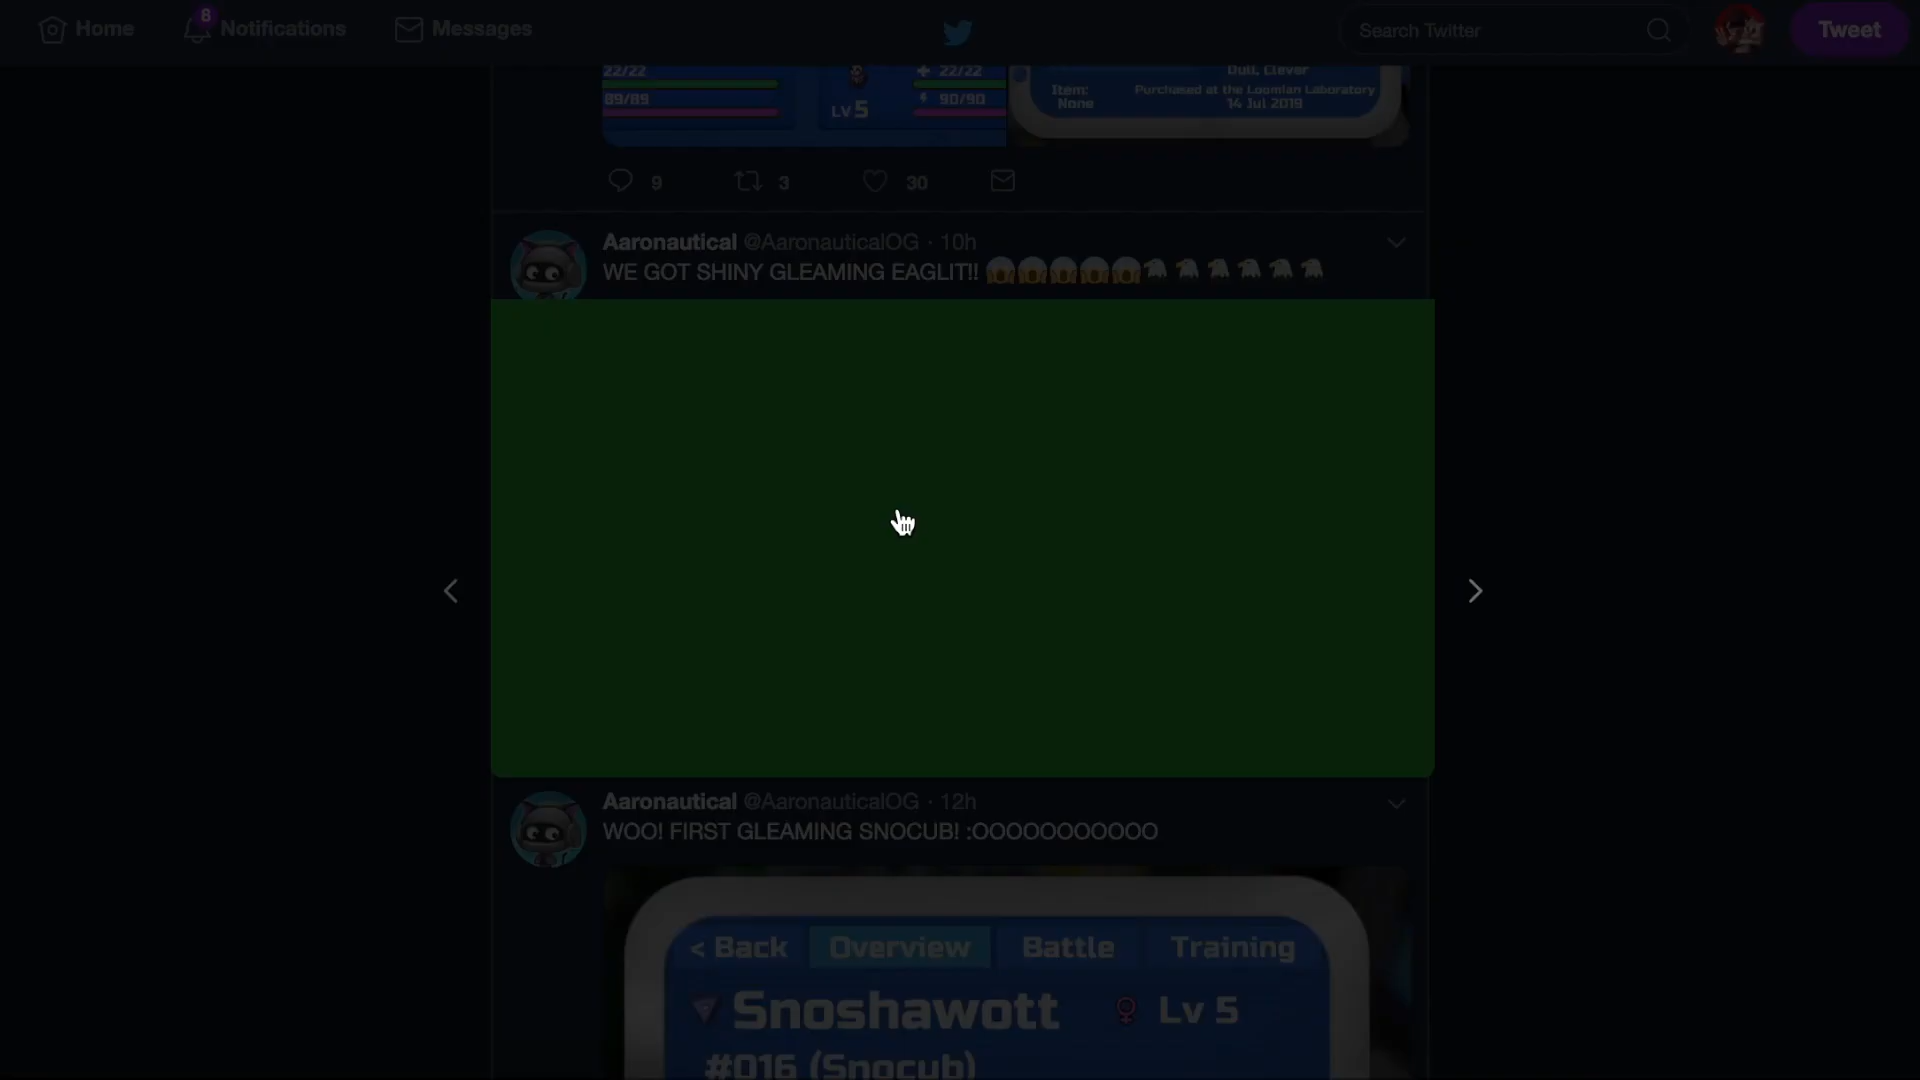 Home
8
Notifications
Messages
Search Twitter
Tweet
22/22
89/89
LV 5
22/22
90/90
Dull, Clever
Item:
None
Purchased at the Loomian Laboratory
14 Jul 2019
9
3
30
Aaronautical @AaronauticalOG · 10h
WE GOT SHINY GLEAMING EAGLIT!! 😱😱😱😱😱🦅🦅🦅🦅🦅🦅
Aaronautical @AaronauticalOG · 12h
WOO! FIRST GLEAMING SNOCUB! :OOOOOOOOOOO
< Back
Overview
Battle
Training
Snoshawott
♀ Lv 5
#016 (Snocub)